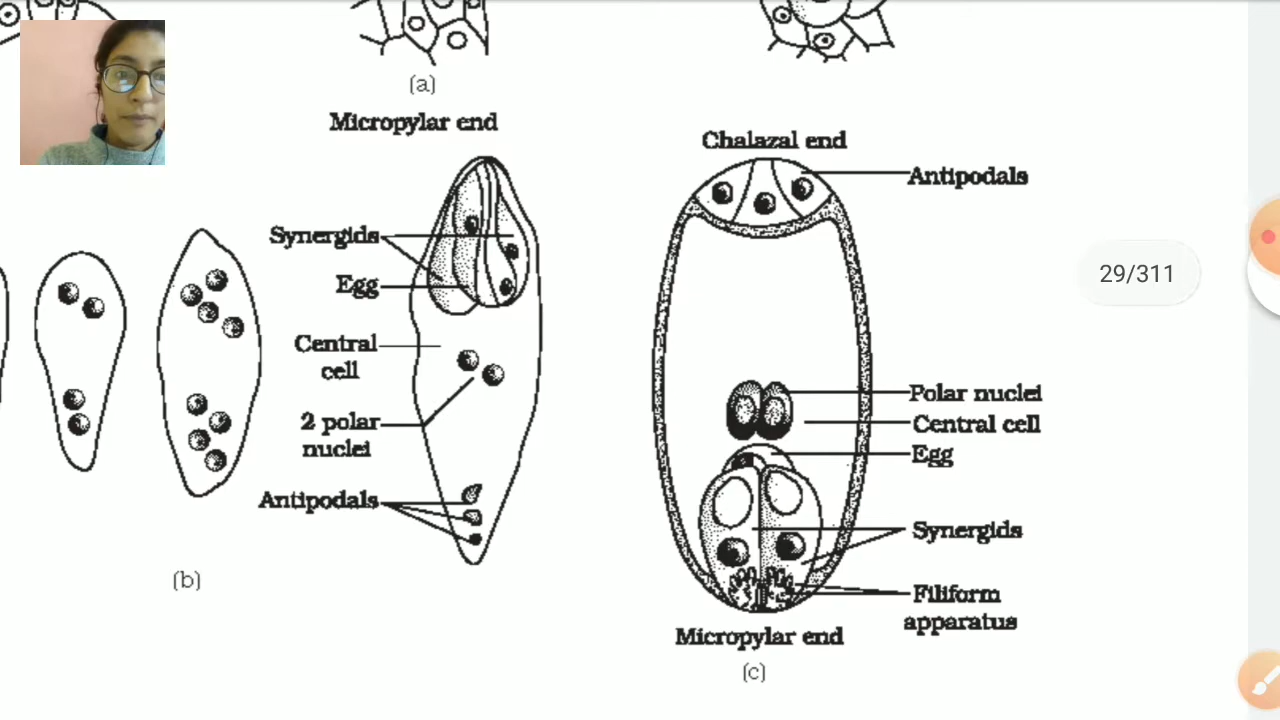 (a)
Micropylar end
Synergids
Egg
Central
cell
2 polar
nuclei
Antipodals
(b)
Chalazal end
Antipodals
Polar nuclei
Central cell
Egg
Synergids
Filiform
apparatus
Micropylar end
(c)
29/311